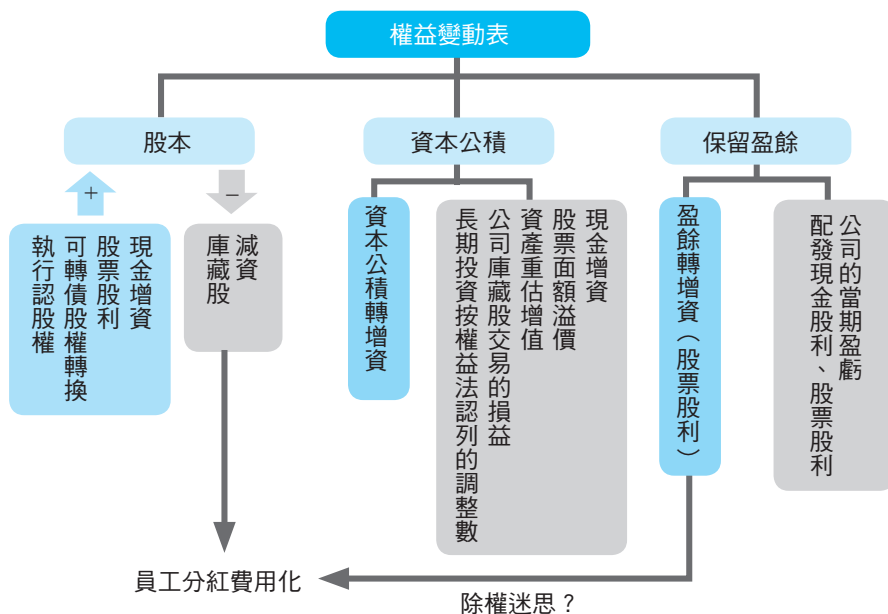 權益變動表
股本
資本公積
保留盈餘
+
−
現金增資
股票股利
可轉債股權轉換
執行認股權
減資
庫藏股
資本公積轉增資
現金增資
股票面額溢價
資產重估增值
公司庫藏股交易的損益
長期投資按權益法認列的調整數
盈餘轉增資（股票股利）
公司的當期盈虧
配發現金股利、股票股利
員工分紅費用化
除權迷思？